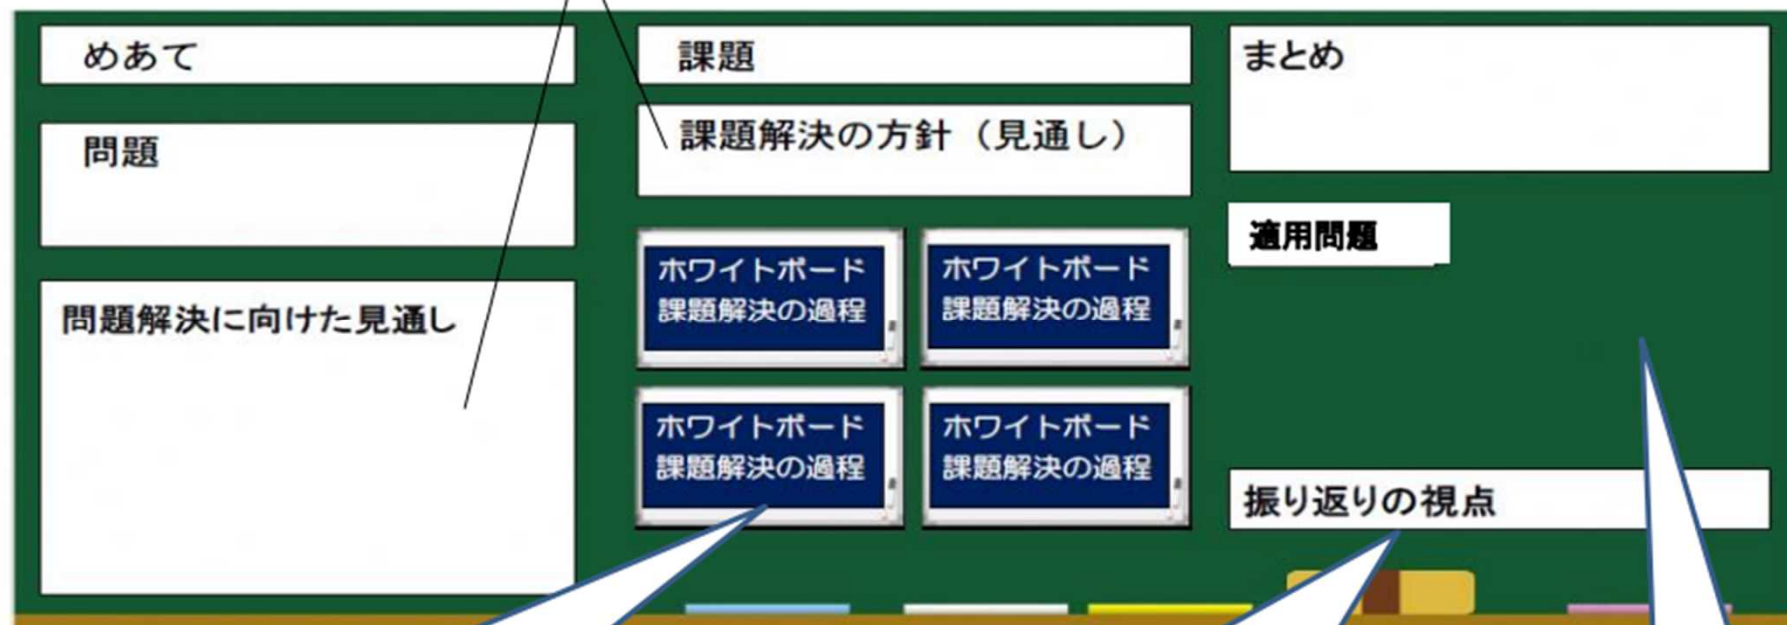 めあて
問題
問題解決に向けた見通し
課題
課題解決の方針（見通し）
ホワイトボード
課題解決の過程
ホワイトボード
課題解決の過程
ホワイトボード
課題解決の過程
ホワイトボード
課題解決の過程
まとめ
適用問題
振り返りの視点